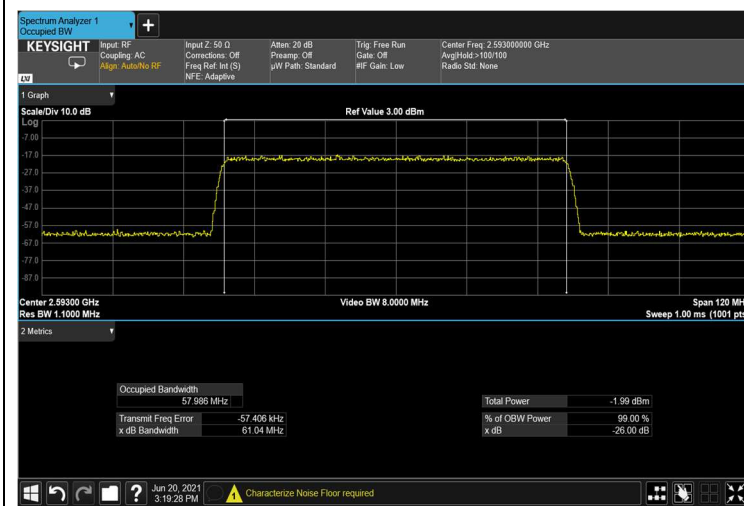 Spectrum Analyzer 1
Occupied BW
+
KEYSIGHT
LXI
Input: RF
Coupling: AC
Align: Auto/No RF
Input Z: 50 Ω
Corrections: Off
Freq Ref: Int (S)
NFE: Adaptive
Atten: 20 dB
Preamp: Off
µW Path: Standard
Trig: Free Run
Gate: Off
#IF Gain: Low
Center Freq: 2.593000000 GHz
Avg|Hold:>100/100
Radio Std: None
1 Graph
Scale/Div 10.0 dB
Ref Value 3.00 dBm
Log
-7.00
-17.0
-27.0
-37.0
-47.0
-57.0
-67.0
-77.0
-87.0
Center 2.59300 GHz
Video BW 8.0000 MHz
Span 120 MH
Res BW 1.1000 MHz
Sweep 1.00 ms (1001 pts
2 Metrics
Occupied Bandwidth
57.986 MHz
Total Power -1.99 dBm
Transmit Freq Error -57.406 kHz
% of OBW Power 99.00 %
x dB Bandwidth 61.04 MHz
x dB -26.00 dB
?
Jun 20, 2021
3:19:28 PM
1
Characterize Noise Floor required